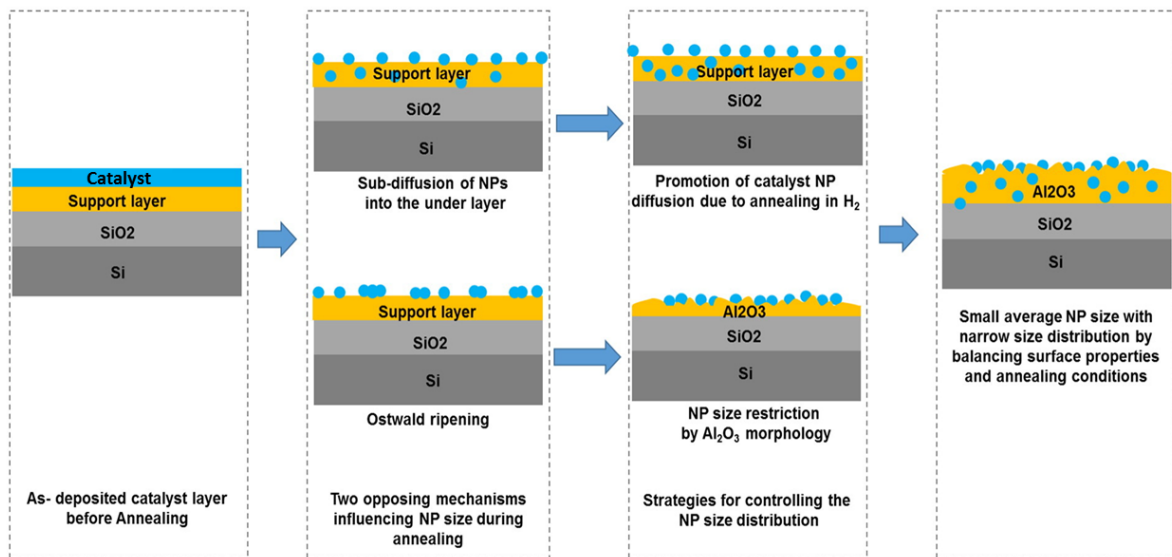 Catalyst
Support layer
SiO2
Si
As- deposited catalyst layer
before Annealing
Support layer
SiO2
Si
Sub-diffusion of NPs
into the under layer
Support layer
SiO2
Si
Ostwald ripening
Two opposing mechanisms
influencing NP size during
annealing
Support layer
SiO2
Si
Promotion of catalyst NP
diffusion due to annealing in H₂
Al2O3
SiO2
Si
NP size restriction
by Al₂O₃ morphology
Strategies for controlling the
NP size distribution
Al2O3
SiO2
Si
Small average NP size with
narrow size distribution by
balancing surface properties
and annealing conditions